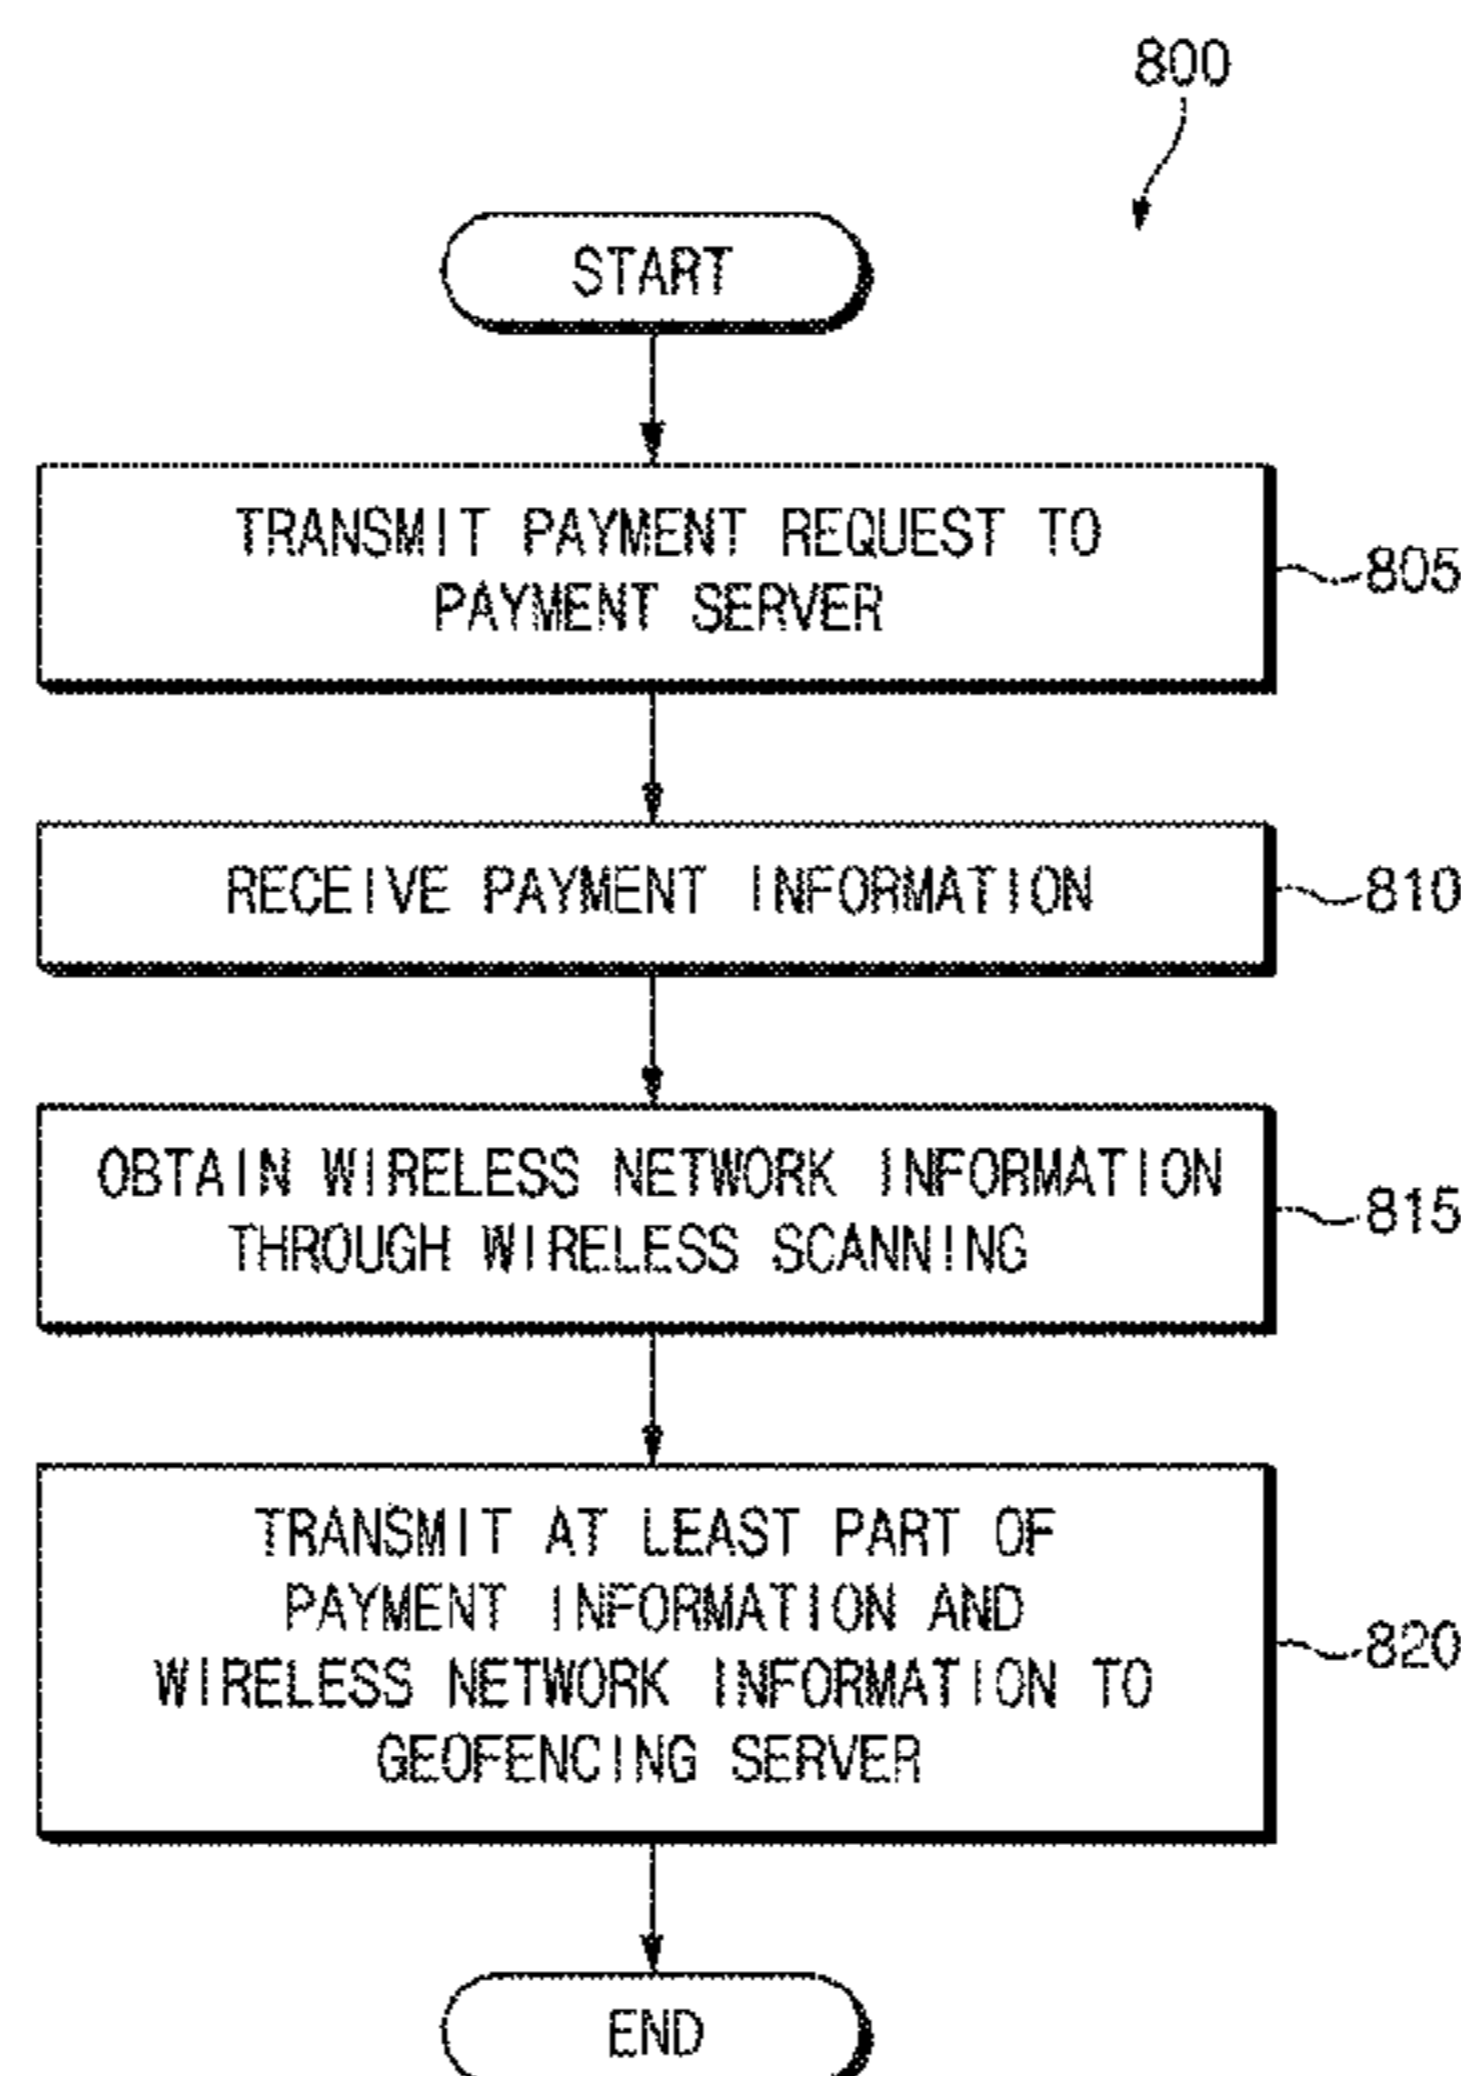 800
START
TRANSMIT PAYMENT REQUEST TO
PAYMENT SERVER
805
RECEIVE PAYMENT INFORMATION
810
OBTAIN WIRELESS NETWORK INFORMATION
THROUGH WIRELESS SCANNING
815
TRANSMIT AT LEAST PART OF
PAYMENT INFORMATION AND
WIRELESS NETWORK INFORMATION TO
GEOFENCING SERVER
820
END